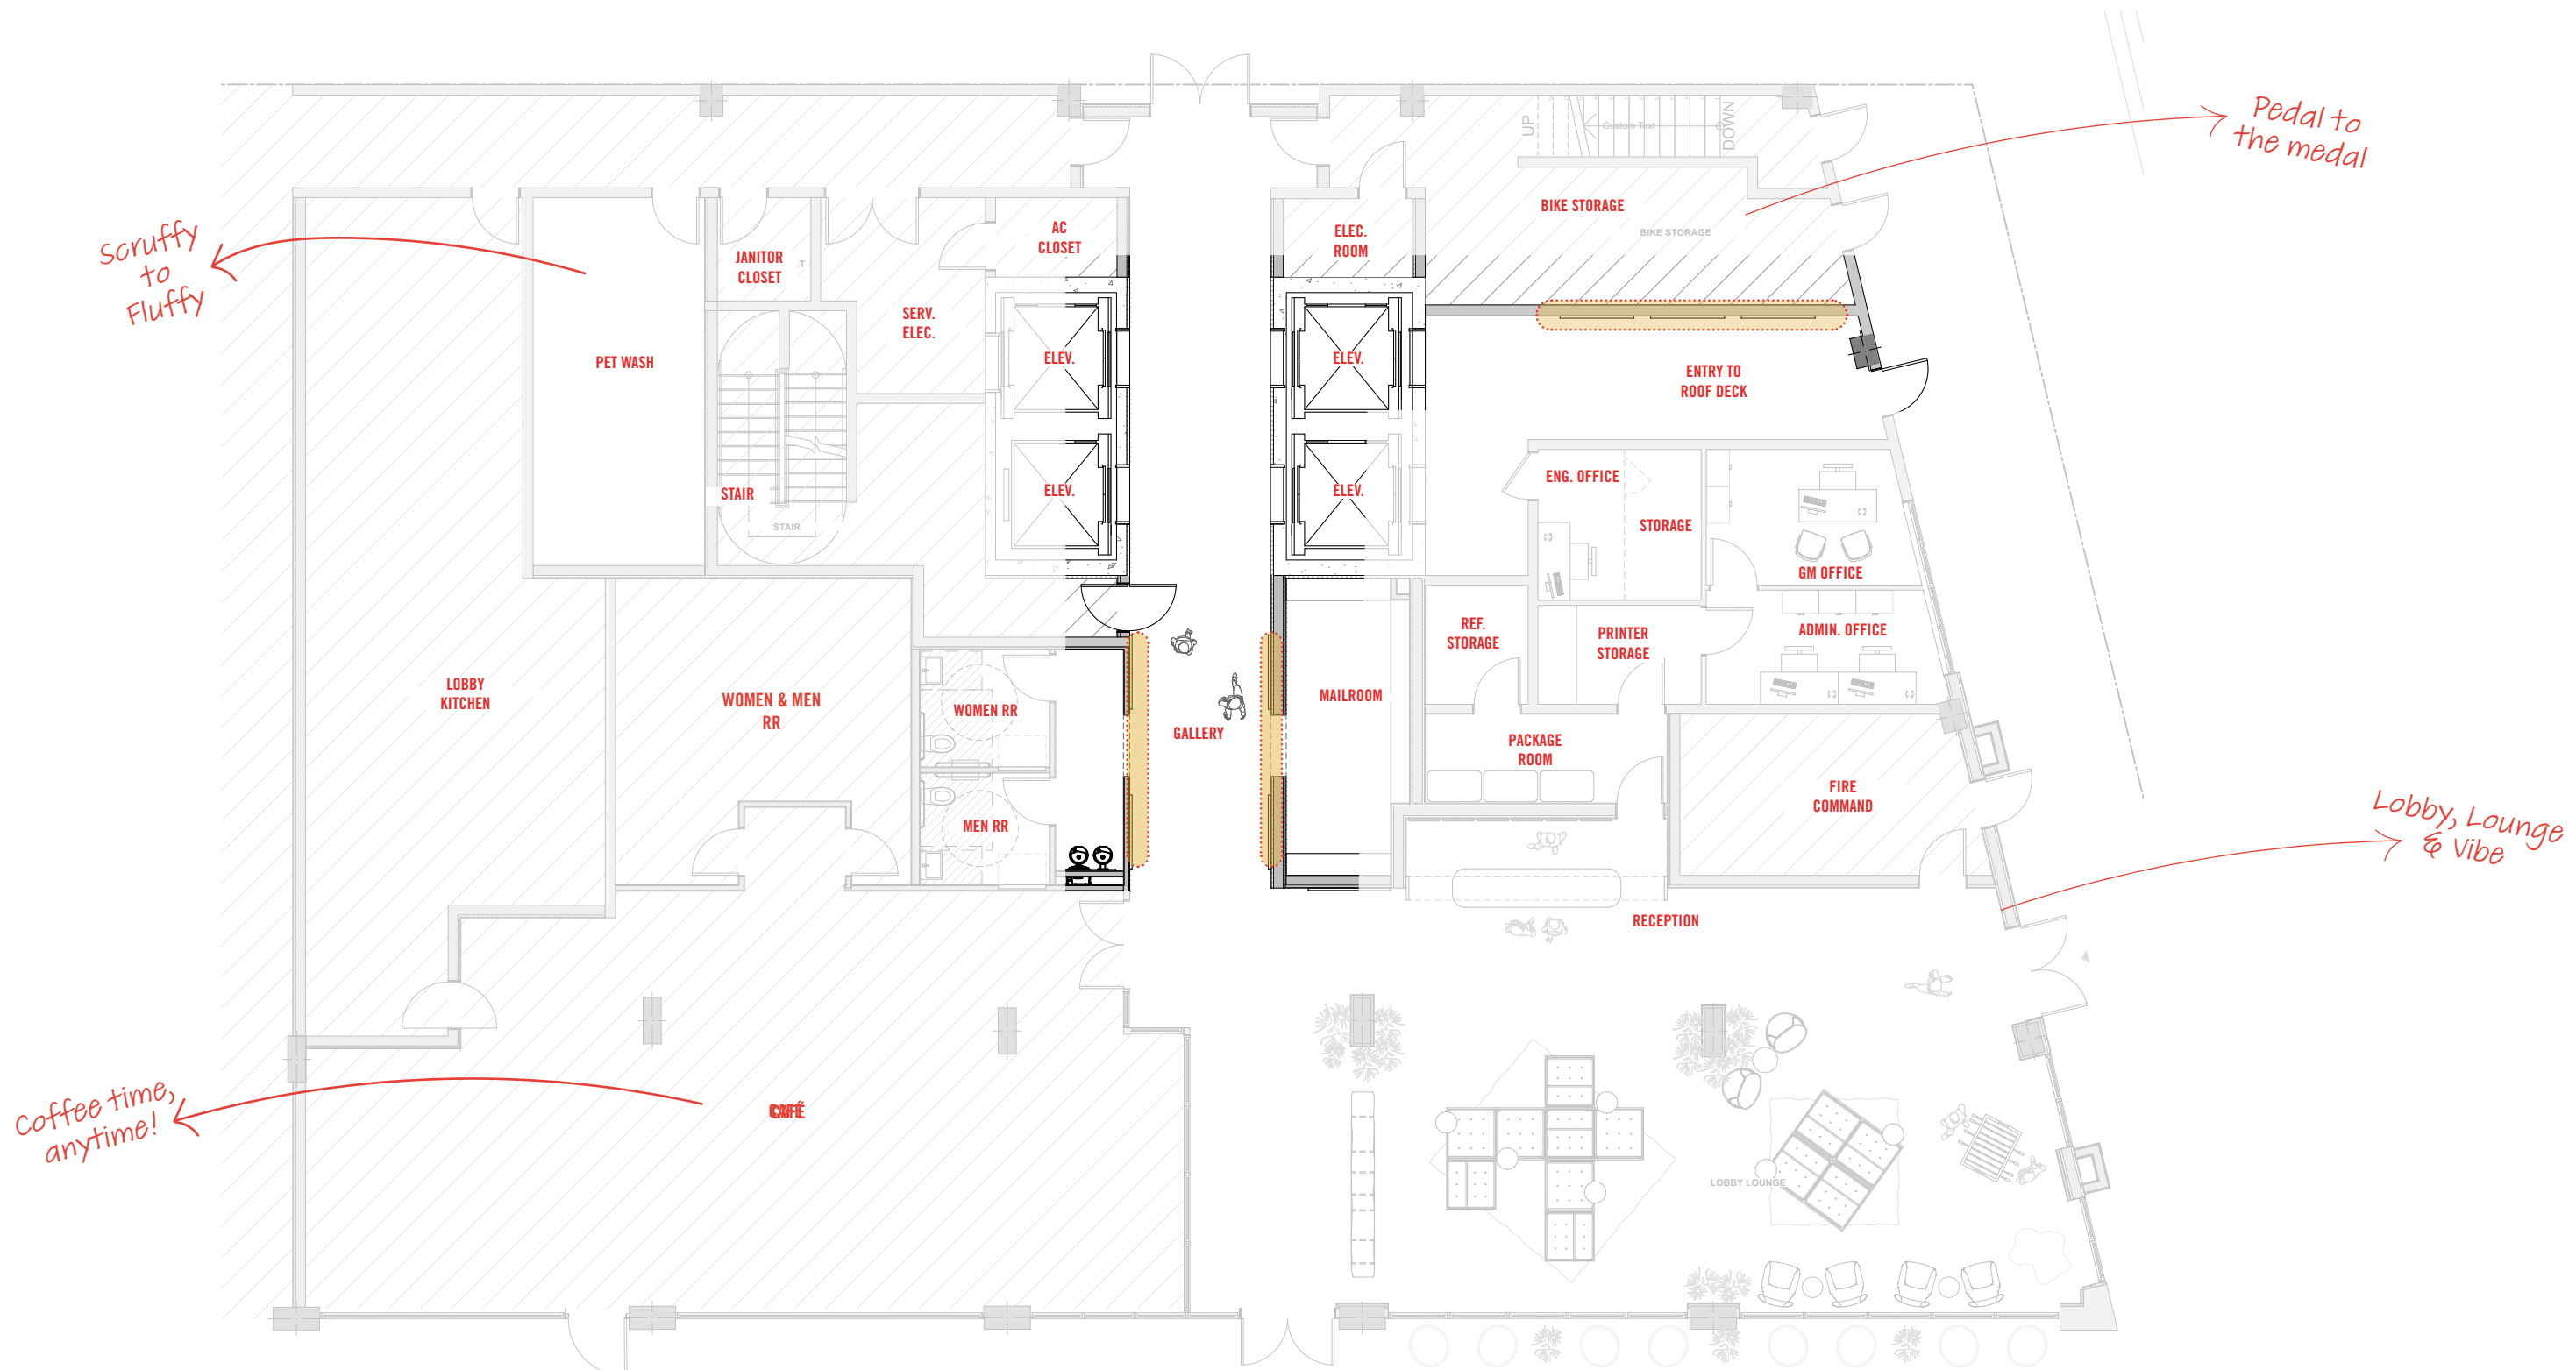 Pedal to
the medal
UP
Custom Text
DOWN
BIKE STORAGE
BIKE STORAGE
Scruffy
to
Fluffy
AC
CLOSET
ELEC.
ROOM
JANITOR
CLOSET
SERV.
ELEC.
PET WASH
ELEV.
ELEV.
ENTRY TO
ROOF DECK
STAIR
STAIR
ELEV.
ELEV.
ENG. OFFICE
STORAGE
GM OFFICE
REF.
STORAGE
PRINTER
STORAGE
ADMIN. OFFICE
LOBBY
KITCHEN
WOMEN & MEN
RR
WOMEN RR
GALLERY
MAILROOM
PACKAGE
ROOM
FIRE
COMMAND
MEN RR
Lobby, Lounge
& Vibe
RECEPTION
Coffee time,
anytime!
CAFÉ
LOBBY LOUNGE